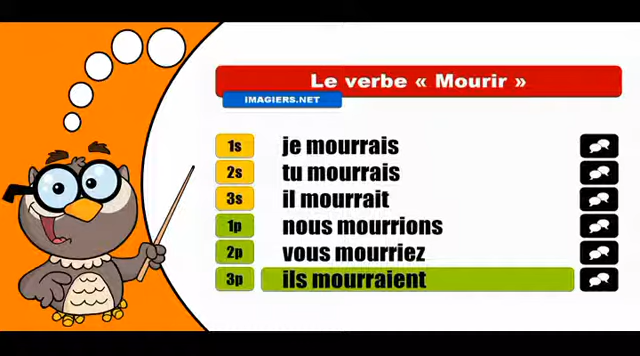 Le verbe « Mourir »
IMAGIERS.NET
1s je mourrais
2s tu mourrais
3s il mourrait
1p nous mourrions
2p vous mourriez
3p ils mourraient